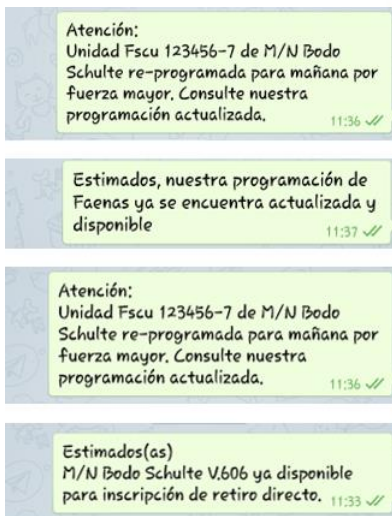 Atención:
Unidad Fscu 123456-7 de M/N Bodo
Schulte re-programada para mañana por
fuerza mayor. Consulte nuestra
programación actualizada.
11:36
Estimados, nuestra programación de
Faenas ya se encuentra actualizada y
disponible
11:37
Atención:
Unidad Fscu 123456-7 de M/N Bodo
Schulte re-programada para mañana por
fuerza mayor. Consulte nuestra
programación actualizada.
11:36
Estimados(as)
M/N Bodo Schulte V.606 ya disponible
para inscripción de retiro directo. 11:33